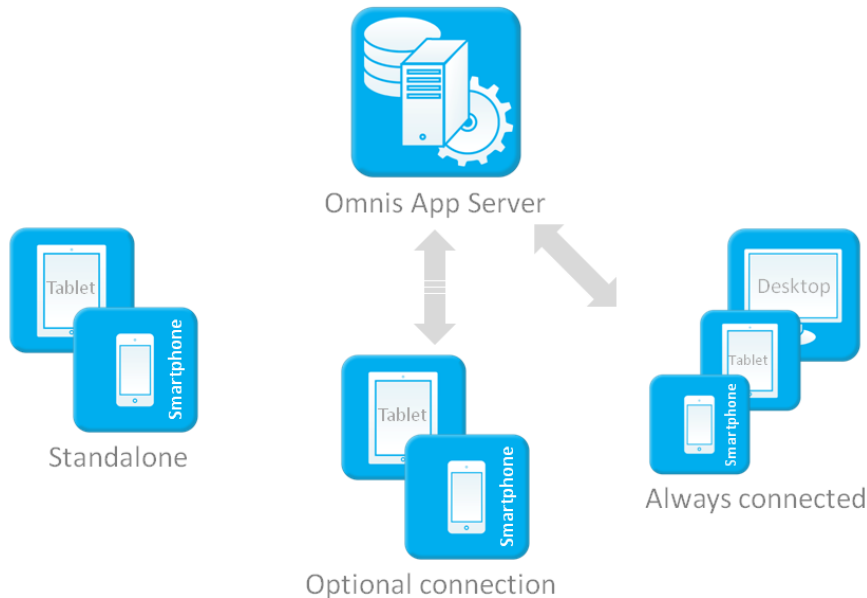 Omnis App Server
Tablet
Smartphone
Standalone
Tablet
Smartphone
Optional connection
Desktop
Tablet
Smartphone
Always connected